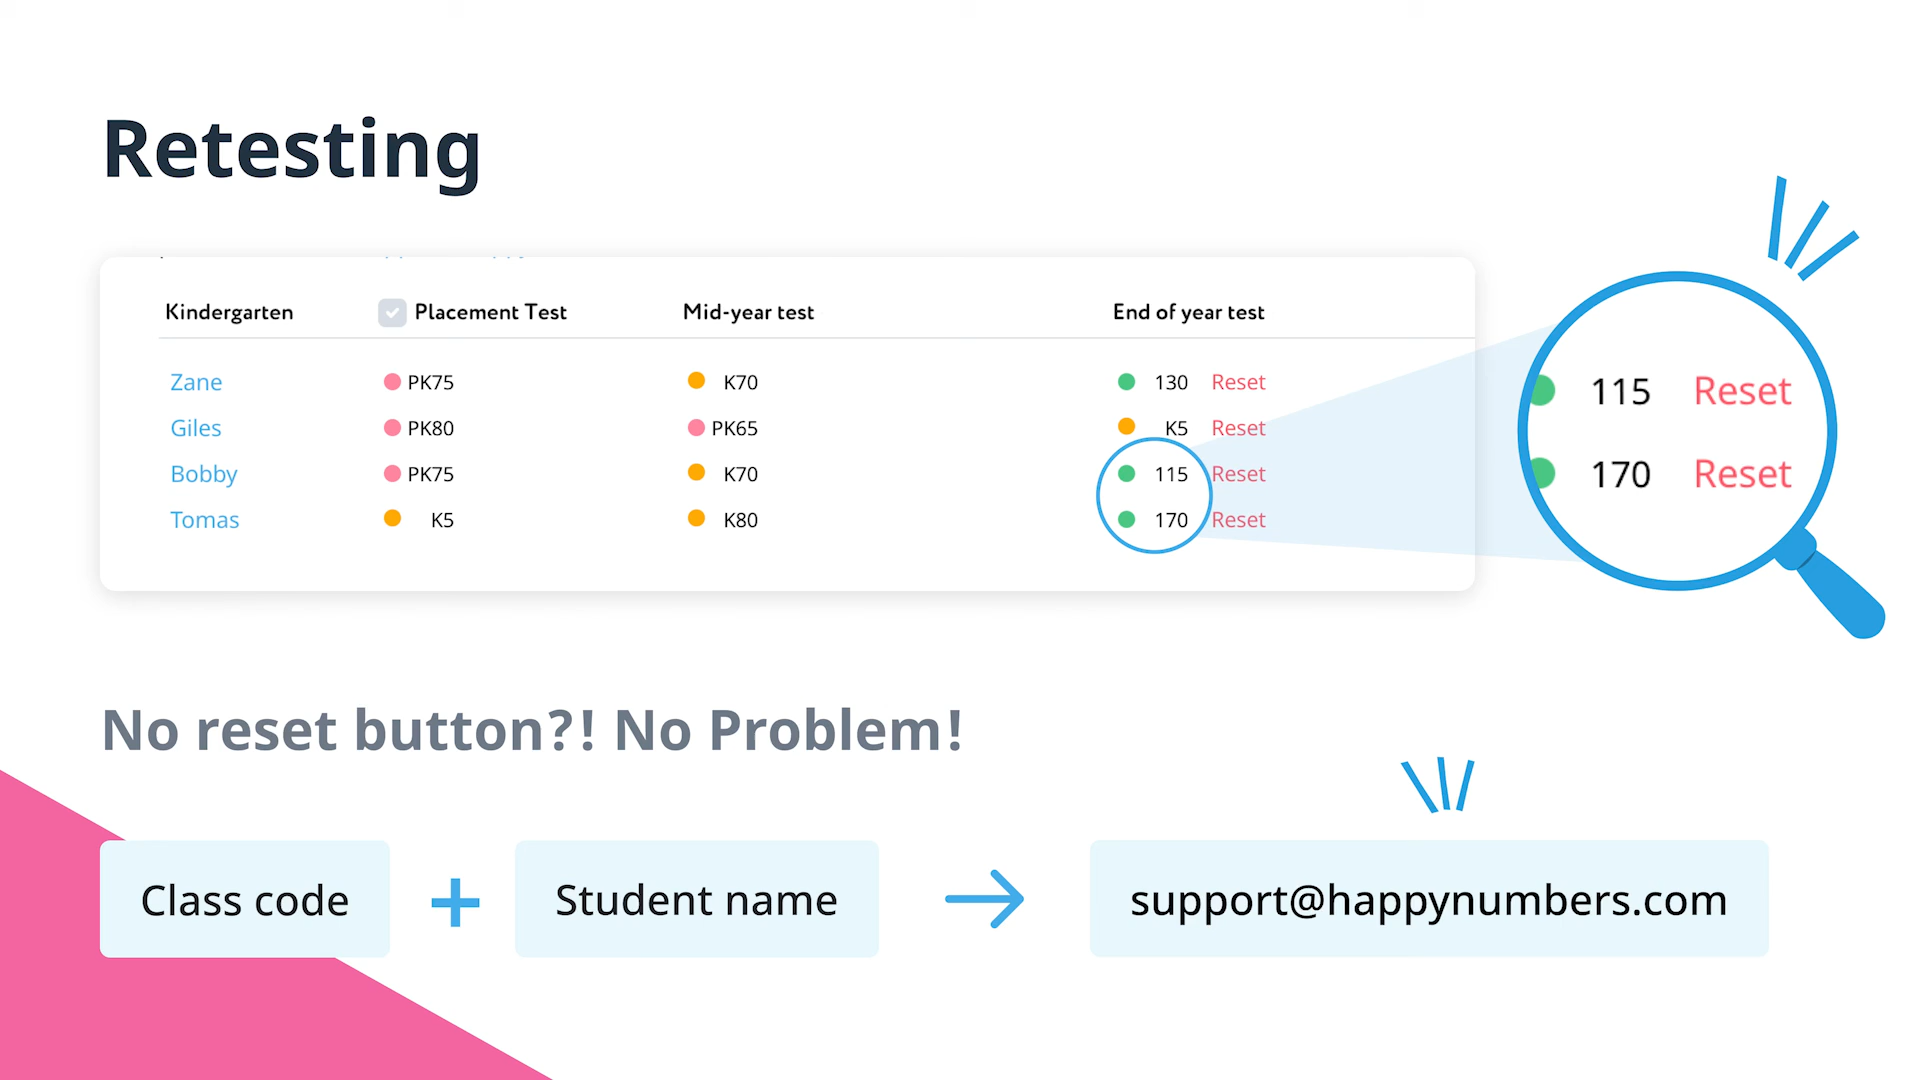 Retesting
Kindergarten Placement Test Mid-year test End of year test
Zane PK75 K70 130 Reset
Giles PK80 PK65 K5 Reset
Bobby PK75 K70 115 Reset
Tomas K5 K80 170 Reset
115 Reset
170 Reset
No reset button?! No Problem!
Class code + Student name → support@happynumbers.com